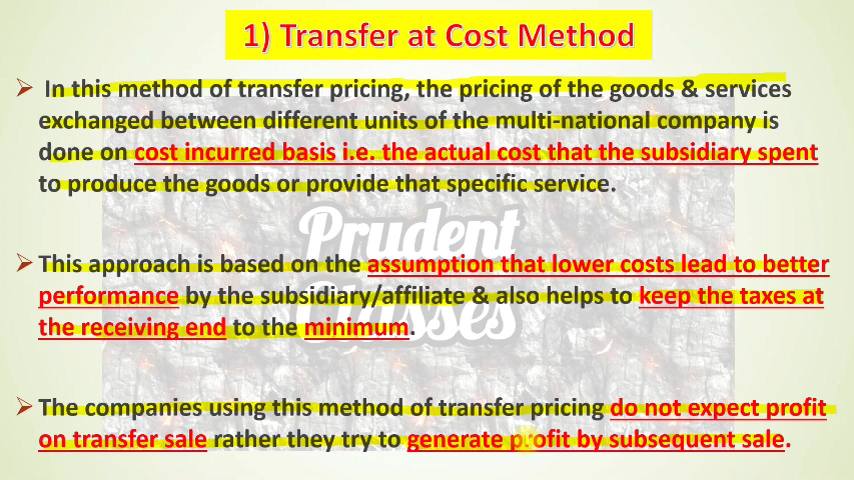 1) Transfer at Cost Method
➢ In this method of transfer pricing, the pricing of the goods & services
exchanged between different units of the multi-national company is
done on cost incurred basis i.e. the actual cost that the subsidiary spent
to produce the goods or provide that specific service.
➢ This approach is based on the assumption that lower costs lead to better
performance by the subsidiary/affiliate & also helps to keep the taxes at
the receiving end to the minimum.
➢ The companies using this method of transfer pricing do not expect profit
on transfer sale rather they try to generate profit by subsequent sale.
Prudent
Classes